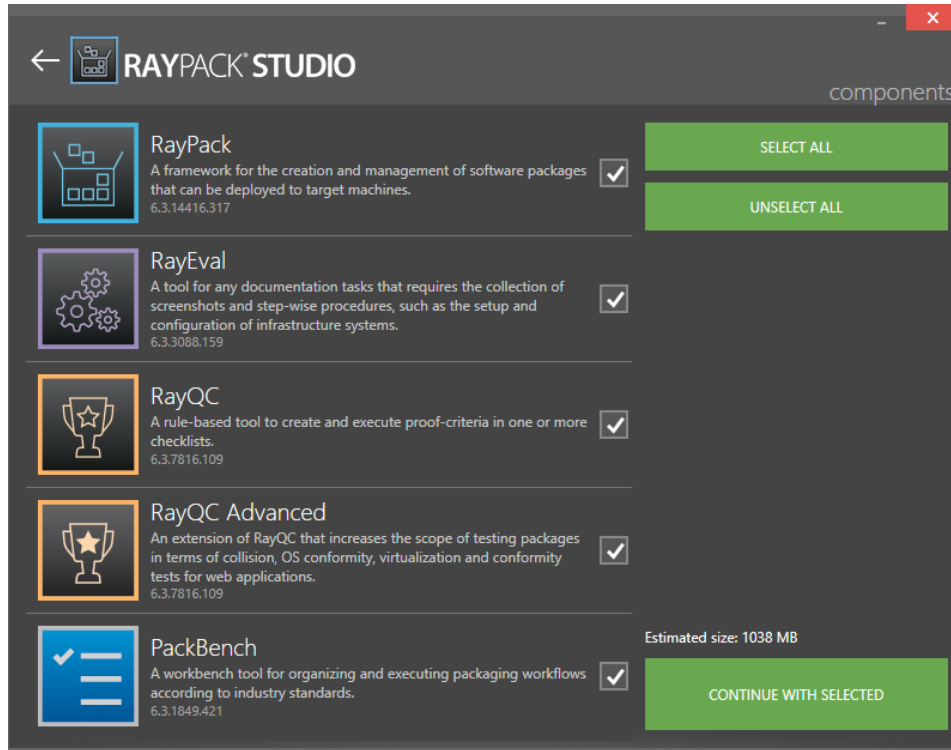 RAYPACK® STUDIO
components
RayPack
A framework for the creation and management of software packages
that can be deployed to target machines.
6.3.14416.317
RayEval
A tool for any documentation tasks that requires the collection of
screenshots and step-wise procedures, such as the setup and
configuration of infrastructure systems.
6.3.3088.159
RayQC
A rule-based tool to create and execute proof-criteria in one or more
checklists.
6.3.7816.109
RayQC Advanced
An extension of RayQC that increases the scope of testing packages
in terms of collision, OS conformity, virtualization and conformity
tests for web applications.
6.3.7816.109
PackBench
A workbench tool for organizing and executing packaging workflows
according to industry standards.
6.3.1849.421
SELECT ALL
UNSELECT ALL
Estimated size: 1038 MB
CONTINUE WITH SELECTED